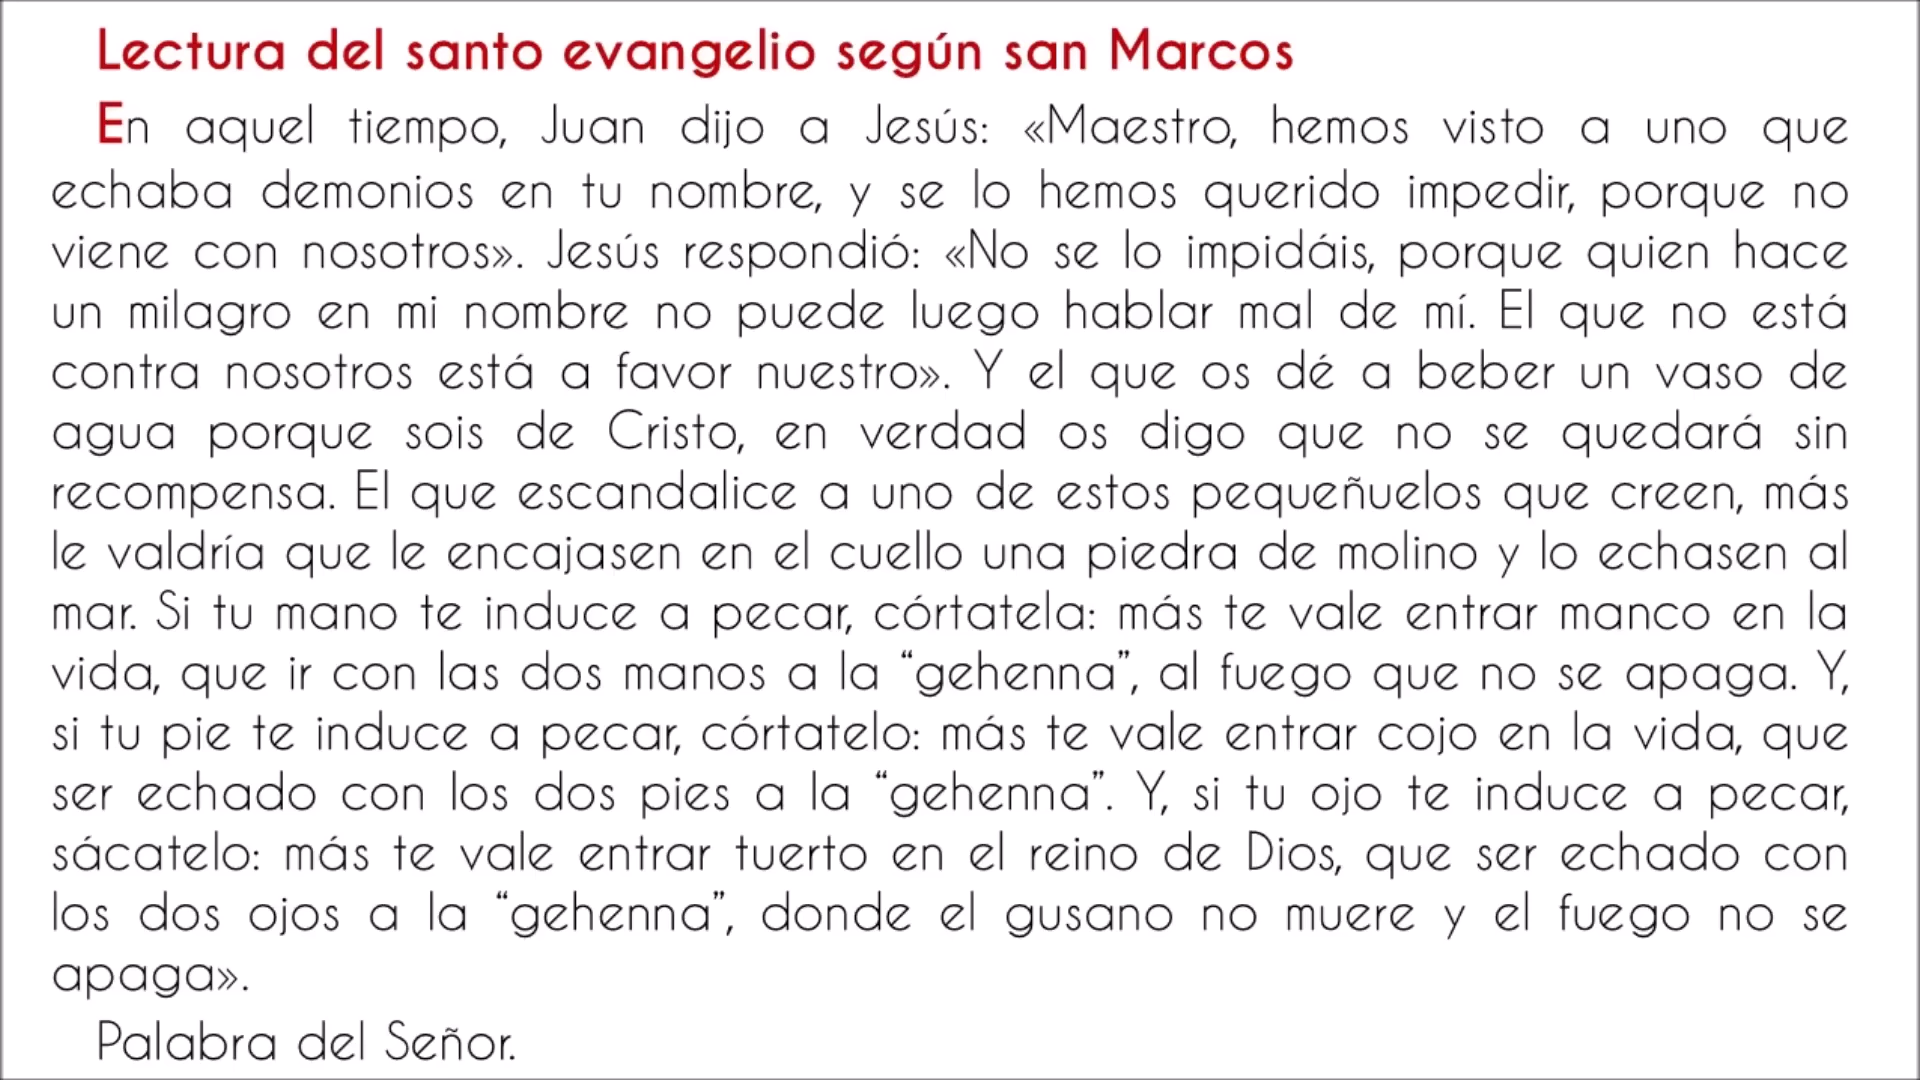 Lectura del santo evangelio según san Marcos
En aquel tiempo, Juan dijo a Jesús: «Maestro, hemos visto a uno que
echaba demonios en tu nombre, y se lo hemos querido impedir, porque no
viene con nosotros». Jesús respondió: «No se lo impidáis, porque quien hace
un milagro en mi nombre no puede luego hablar mal de mí. El que no está
contra nosotros está a favor nuestro». Y el que os dé a beber un vaso de
agua porque sois de Cristo, en verdad os digo que no se quedará sin
recompensa. El que escandalice a uno de estos pequeñuelos que creen, más
le valdría que le encajasen en el cuello una piedra de molino y lo echasen al
mar. Si tu mano te induce a pecar, córtatela: más te vale entrar manco en la
vida, que ir con las dos manos a la “gehenna”, al fuego que no se apaga. Y,
si tu pie te induce a pecar, córtatelo: más te vale entrar cojo en la vida, que
ser echado con los dos pies a la “gehenna”. Y, si tu ojo te induce a pecar,
sácatelo: más te vale entrar tuerto en el reino de Dios, que ser echado con
los dos ojos a la “gehenna”, donde el gusano no muere y el fuego no se
apaga».
Palabra del Señor.